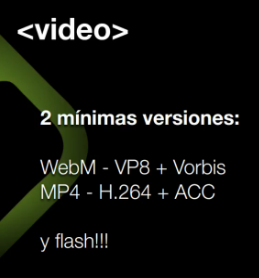 <video>
2 mínimas versiones:
WebM - VP8 + Vorbis
MP4 - H.264 + ACC
y flash!!!